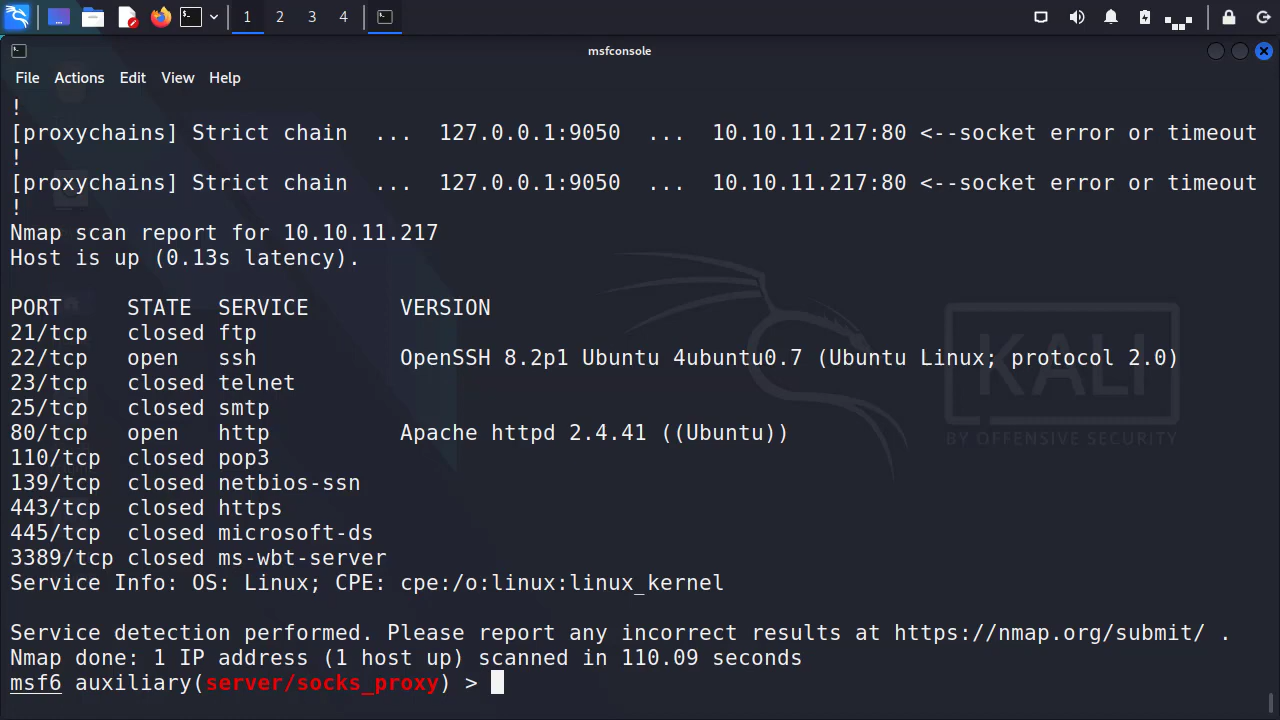 1 2 3 4
msfconsole
File Actions Edit View Help
!
[proxychains] Strict chain  ...  127.0.0.1:9050  ...  10.10.11.217:80 <--socket error or timeout
!
[proxychains] Strict chain  ...  127.0.0.1:9050  ...  10.10.11.217:80 <--socket error or timeout
!
Nmap scan report for 10.10.11.217
Host is up (0.13s latency).
PORT     STATE  SERVICE       VERSION
21/tcp   closed ftp
22/tcp   open   ssh           OpenSSH 8.2p1 Ubuntu 4ubuntu0.7 (Ubuntu Linux; protocol 2.0)
23/tcp   closed telnet
25/tcp   closed smtp
80/tcp   open   http          Apache httpd 2.4.41 ((Ubuntu))
110/tcp  closed pop3
139/tcp  closed netbios-ssn
443/tcp  closed https
445/tcp  closed microsoft-ds
3389/tcp closed ms-wbt-server
Service Info: OS: Linux; CPE: cpe:/o:linux:linux_kernel
Service detection performed. Please report any incorrect results at https://nmap.org/submit/ .
Nmap done: 1 IP address (1 host up) scanned in 110.09 seconds
msf6 auxiliary(server/socks_proxy) >
KALI
BY OFFENSIVE SECURITY